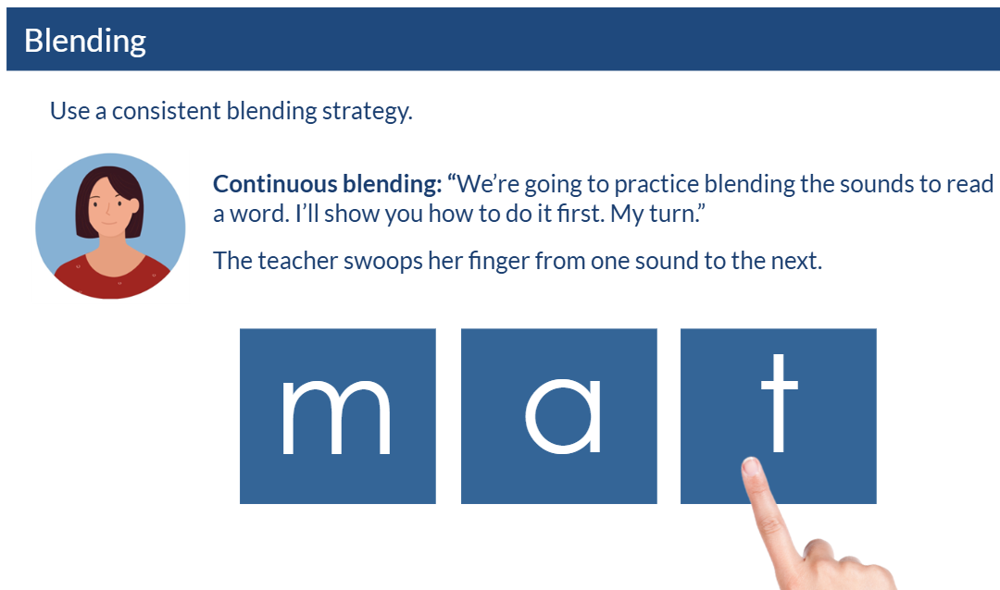 Blending
Use a consistent blending strategy.
Continuous blending: “We’re going to practice blending the sounds to read
a word. I’ll show you how to do it first. My turn.”
The teacher swoops her finger from one sound to the next.
m a t